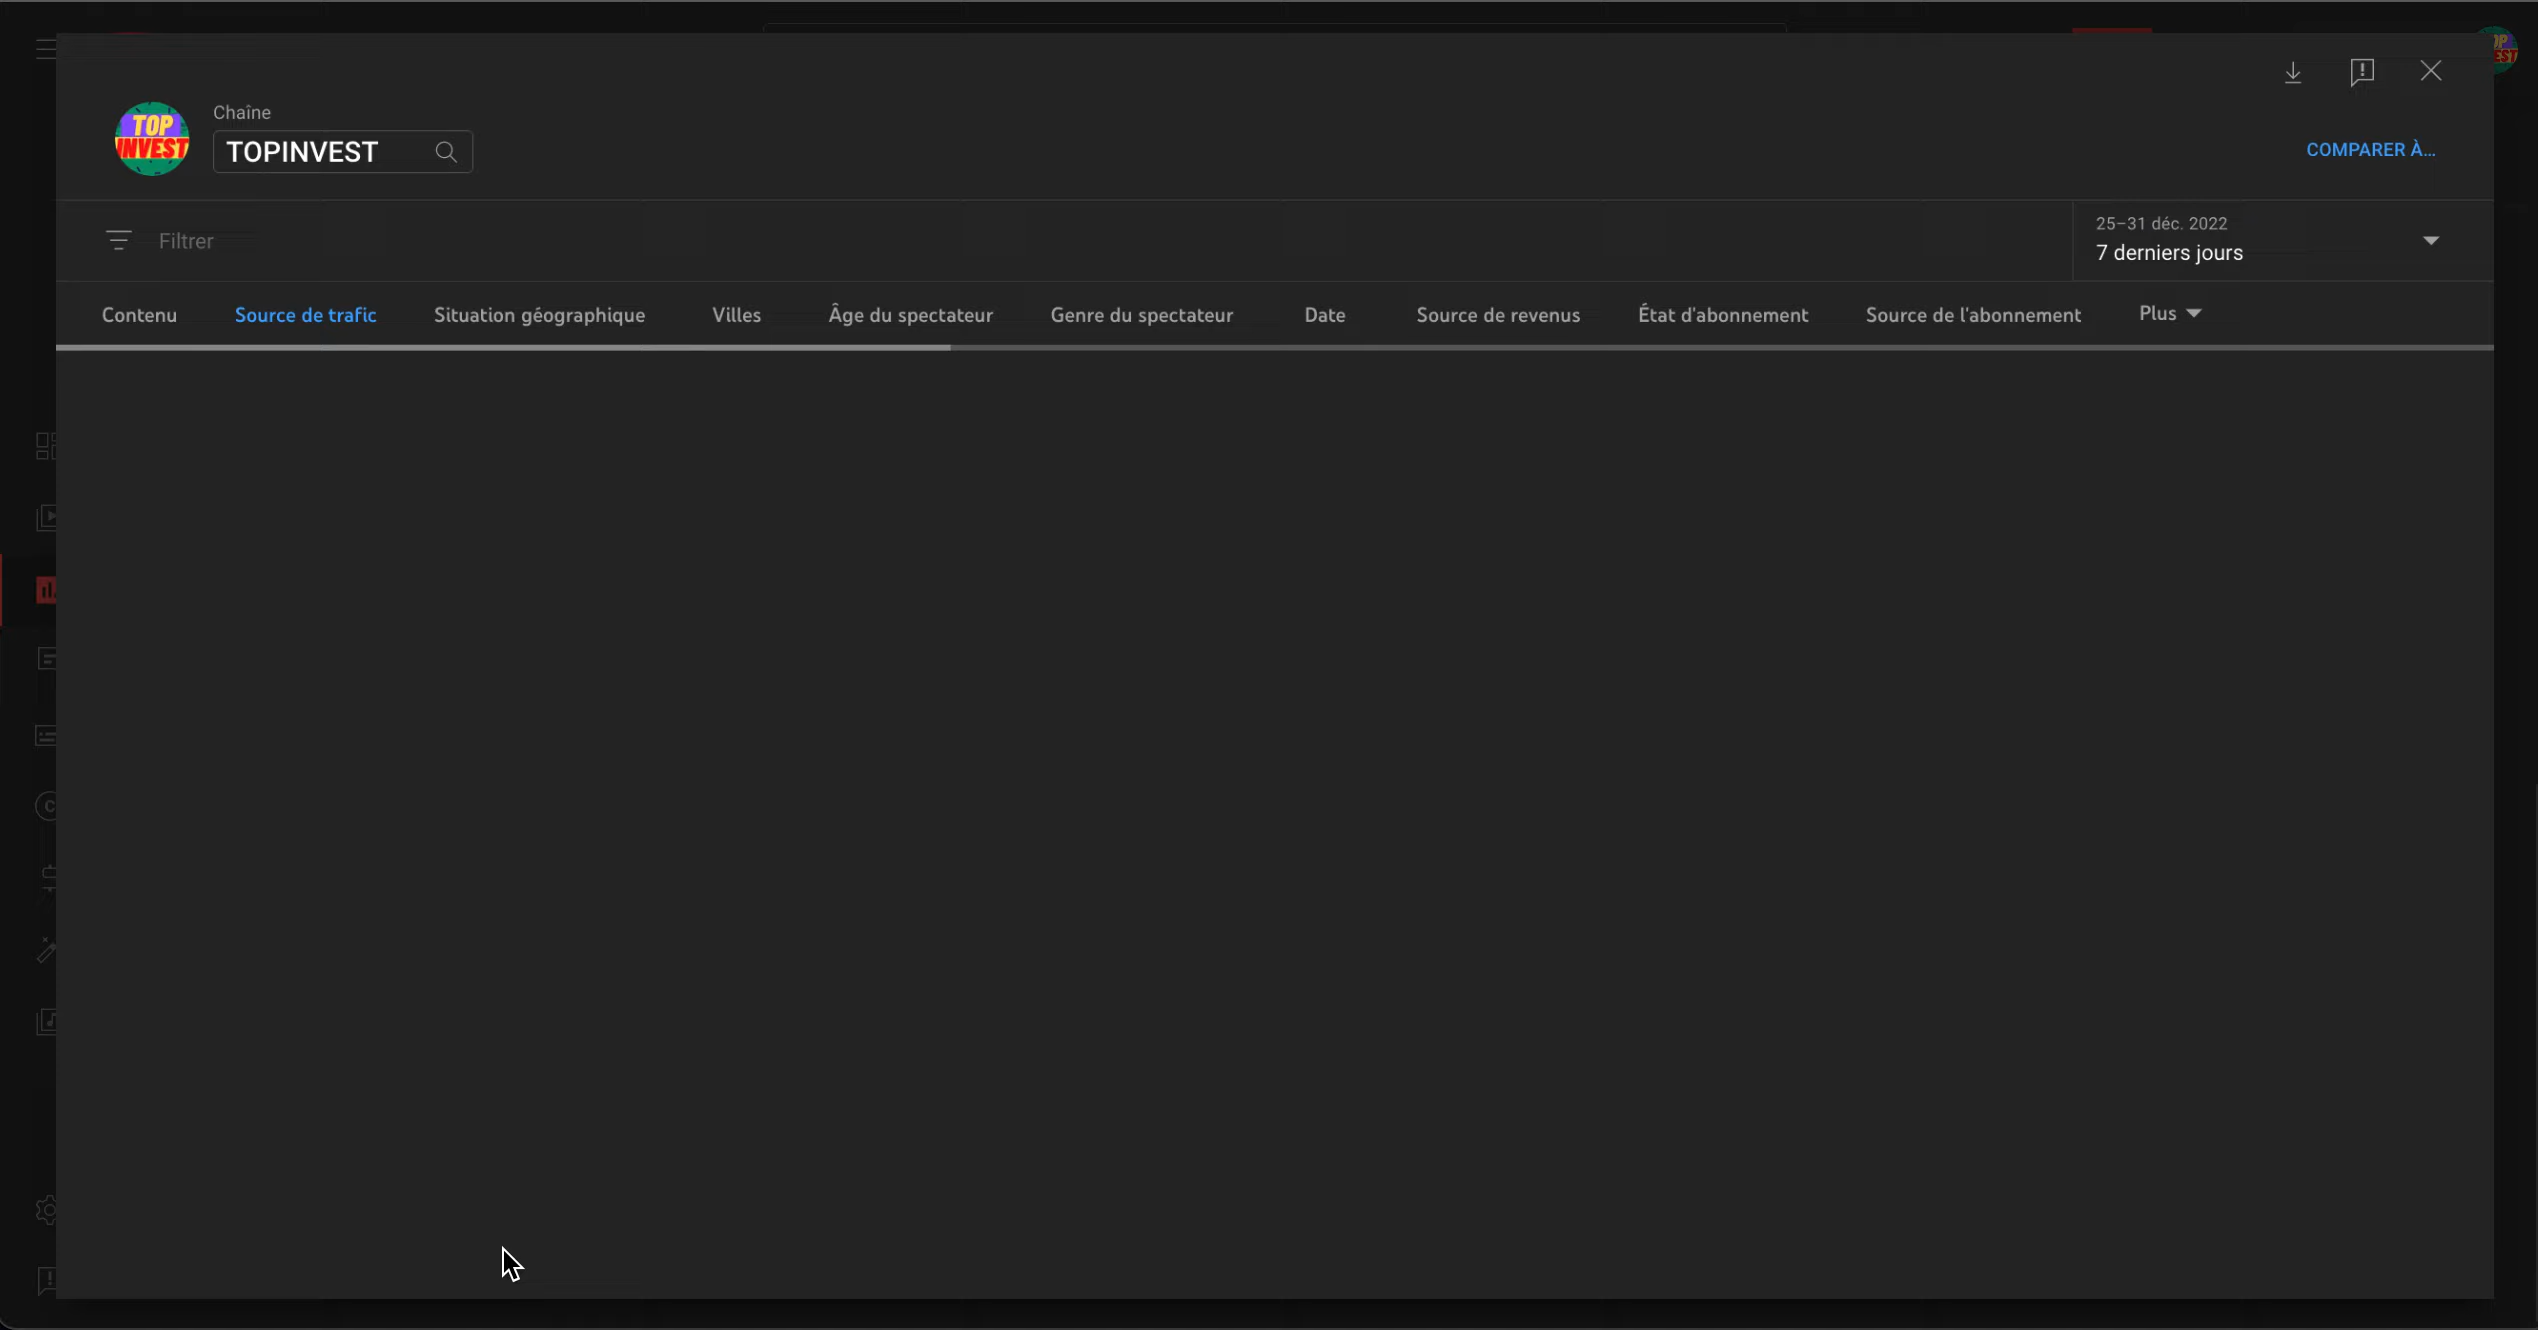 TOP
INVEST
Chaîne
TOPINVEST
COMPARER À...
Filtrer
25–31 déc. 2022
7 derniers jours
Contenu
Source de trafic
Situation géographique
Villes
Âge du spectateur
Genre du spectateur
Date
Source de revenus
État d'abonnement
Source de l'abonnement
Plus